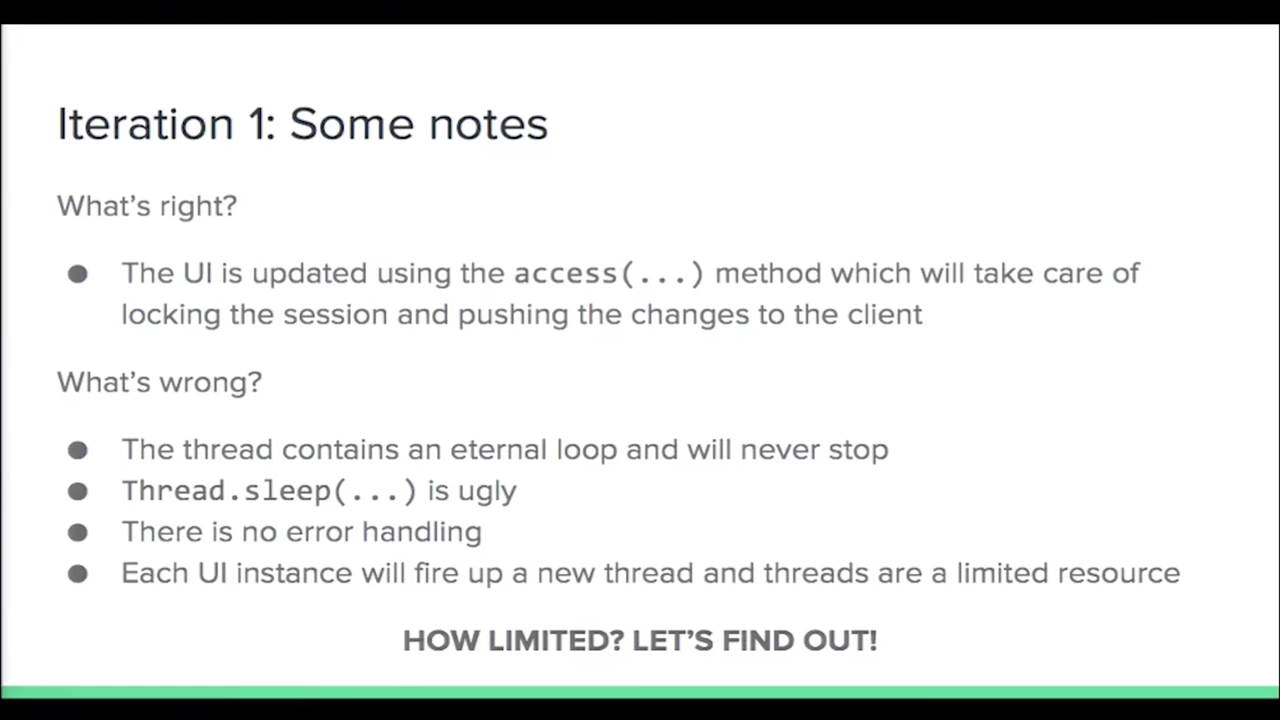 Iteration 1: Some notes
What's right?
● The UI is updated using the access(...) method which will take care of
locking the session and pushing the changes to the client
What's wrong?
● The thread contains an eternal loop and will never stop
● Thread.sleep(...) is ugly
● There is no error handling
● Each UI instance will fire up a new thread and threads are a limited resource
HOW LIMITED? LET'S FIND OUT!